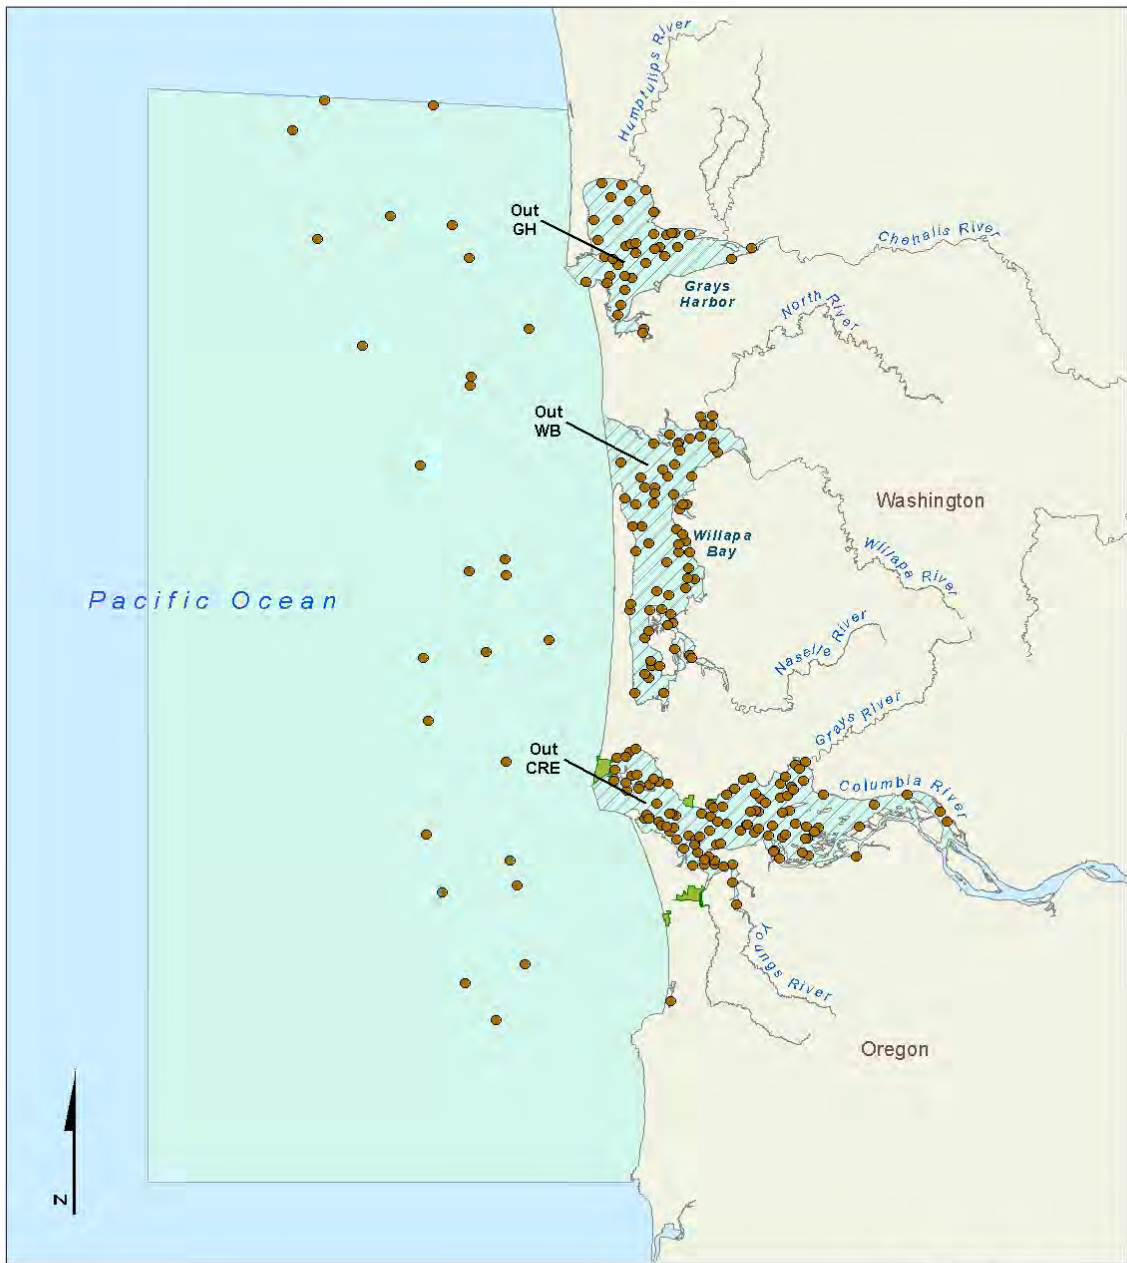 Humptulips River
Out
GH
Chehalis River
Grays
Harbor
North River
Out
WB
Washington
Willapa
Bay
Willapa River
Pacific Ocean
Naselle River
Grays River
Out
CRE
Columbia River
Youngs River
Oregon
N